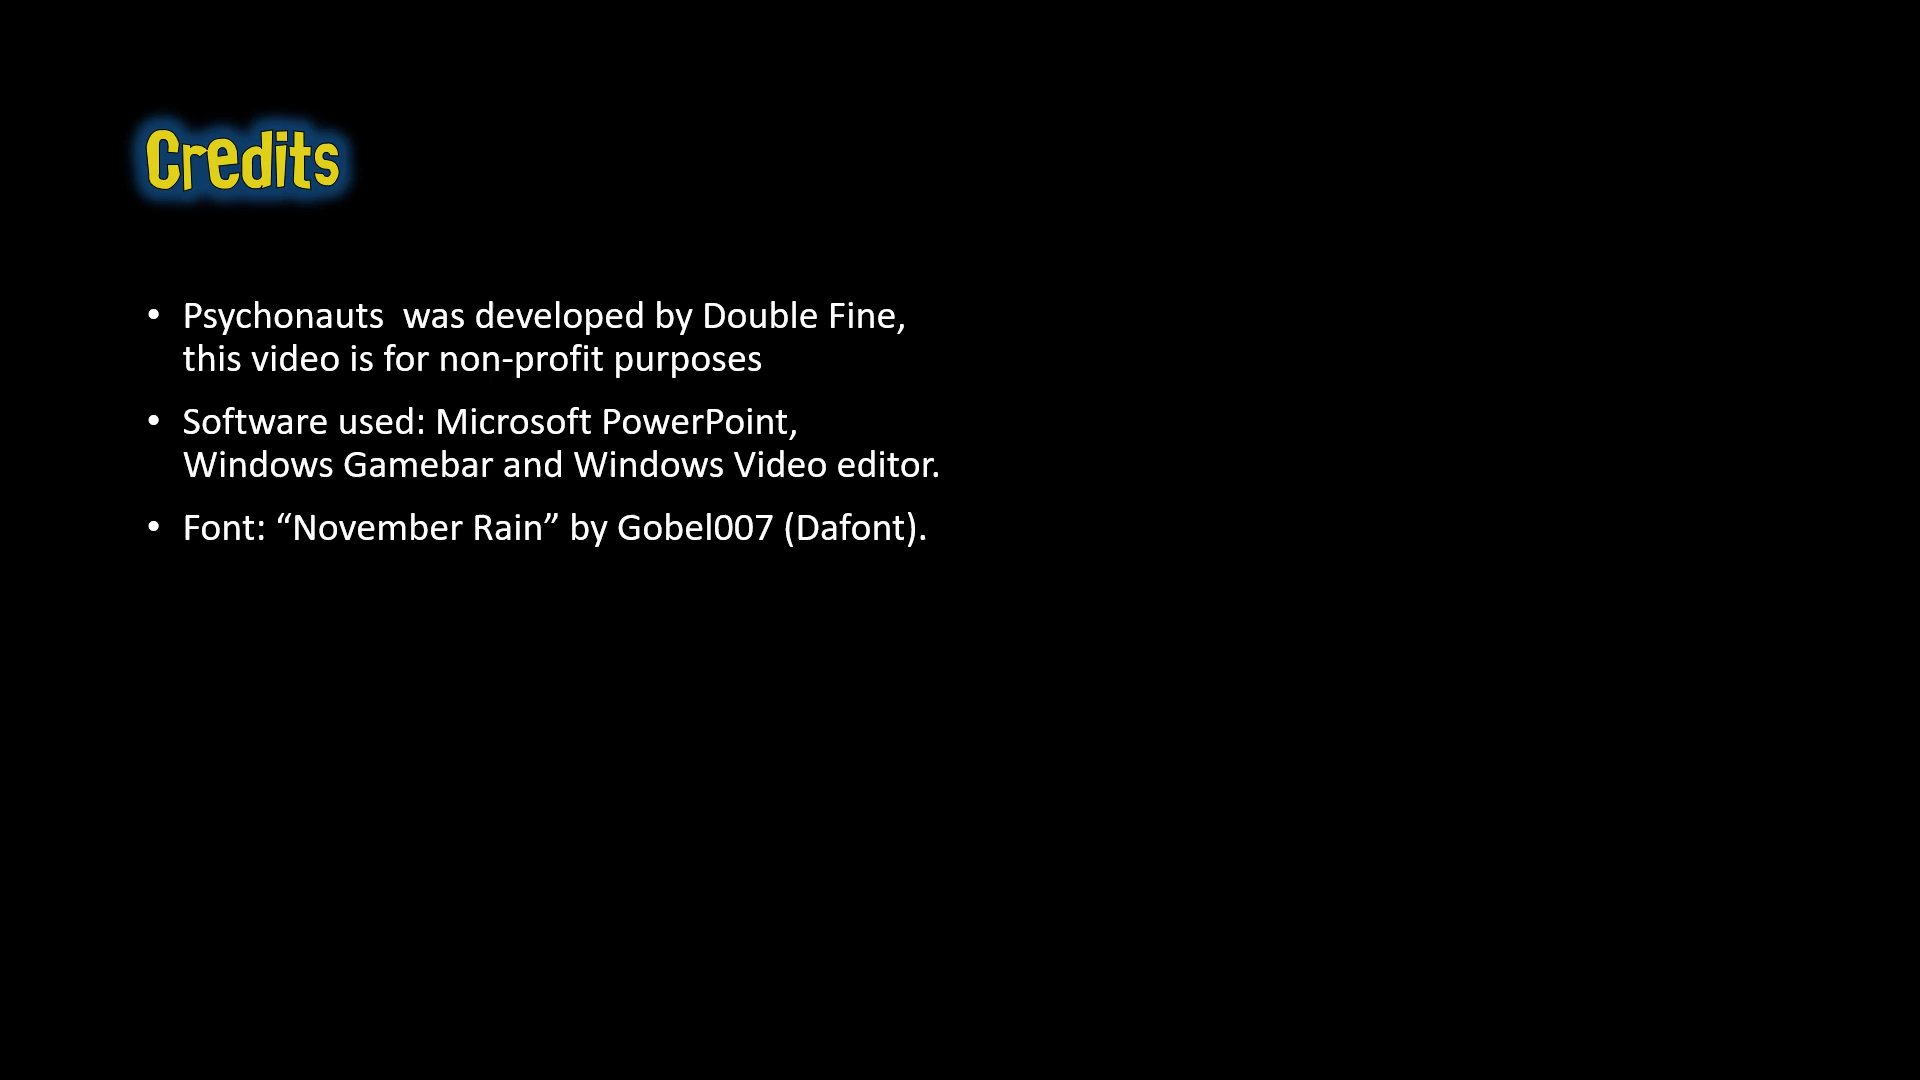 Credits
• Psychonauts  was developed by Double Fine,
this video is for non-profit purposes
• Software used: Microsoft PowerPoint,
Windows Gamebar and Windows Video editor.
• Font: “November Rain” by Gobel007 (Dafont).